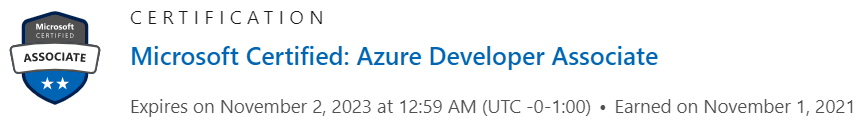 Microsoft
CERTIFIED
ASSOCIATE
CERTIFICATION
Microsoft Certified: Azure Developer Associate
Expires on November 2, 2023 at 12:59 AM (UTC -0-1:00) • Earned on November 1, 2021